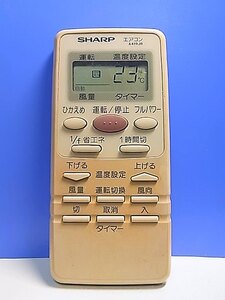 SHARP エアコン
運転 温度設定
23℃
自動
風量 タイマー
ひかえめ 運転/停止 フルパワー
1/f省エネ 1時間切
下げる 上げる
温度設定
風量 運転切換 風向
切 取消 入
タイマー